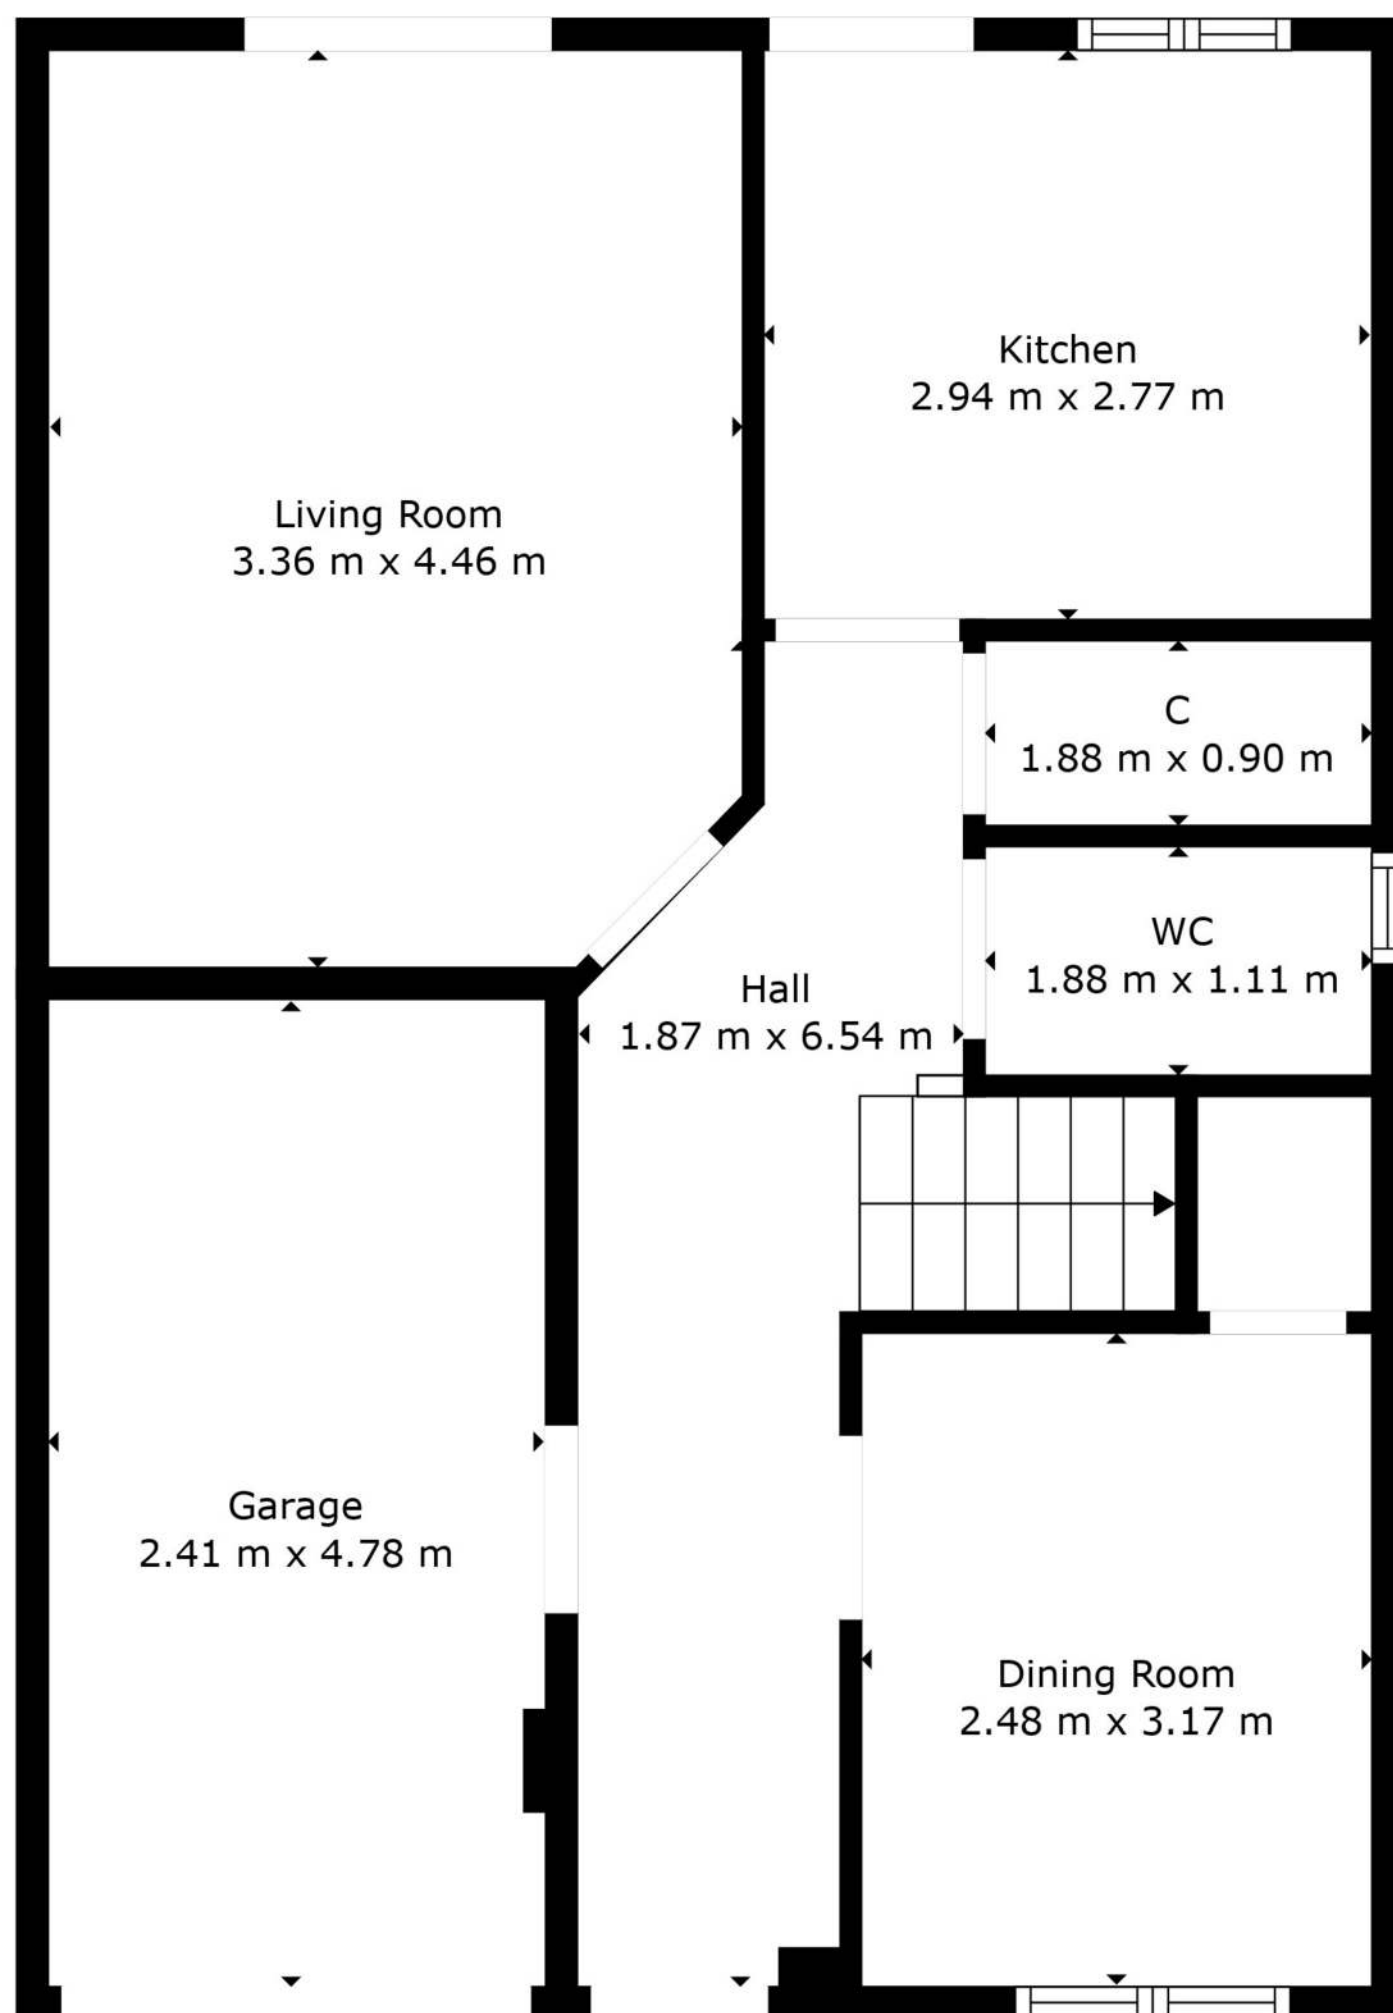 Kitchen
2.94 m x 2.77 m
Living Room
3.36 m x 4.46 m
C
1.88 m x 0.90 m
WC
1.88 m x 1.11 m
Hall
1.87 m x 6.54 m
Garage
2.41 m x 4.78 m
Dining Room
2.48 m x 3.17 m